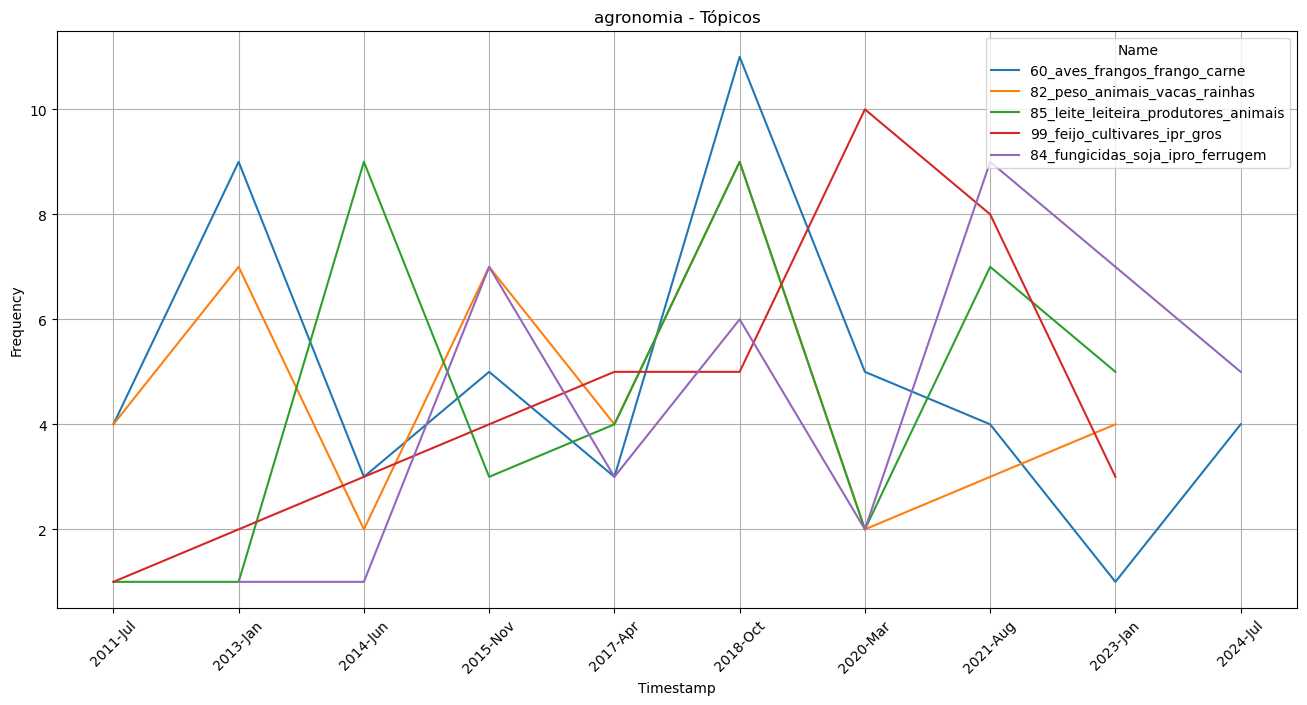 agronomia - Tópicos
Name
60_aves_frangos_frango_carne
82_peso_animais_vacas_rainhas
85_leite_leiteira_produtores_animais
99_feijo_cultivares_ipr_gros
84_fungicidas_soja_ipro_ferrugem
Frequency
10
8
6
4
2
2011-Jul
2013-Jan
2014-Jun
2015-Nov
2017-Apr
2018-Oct
2020-Mar
2021-Aug
2023-Jan
2024-Jul
Timestamp